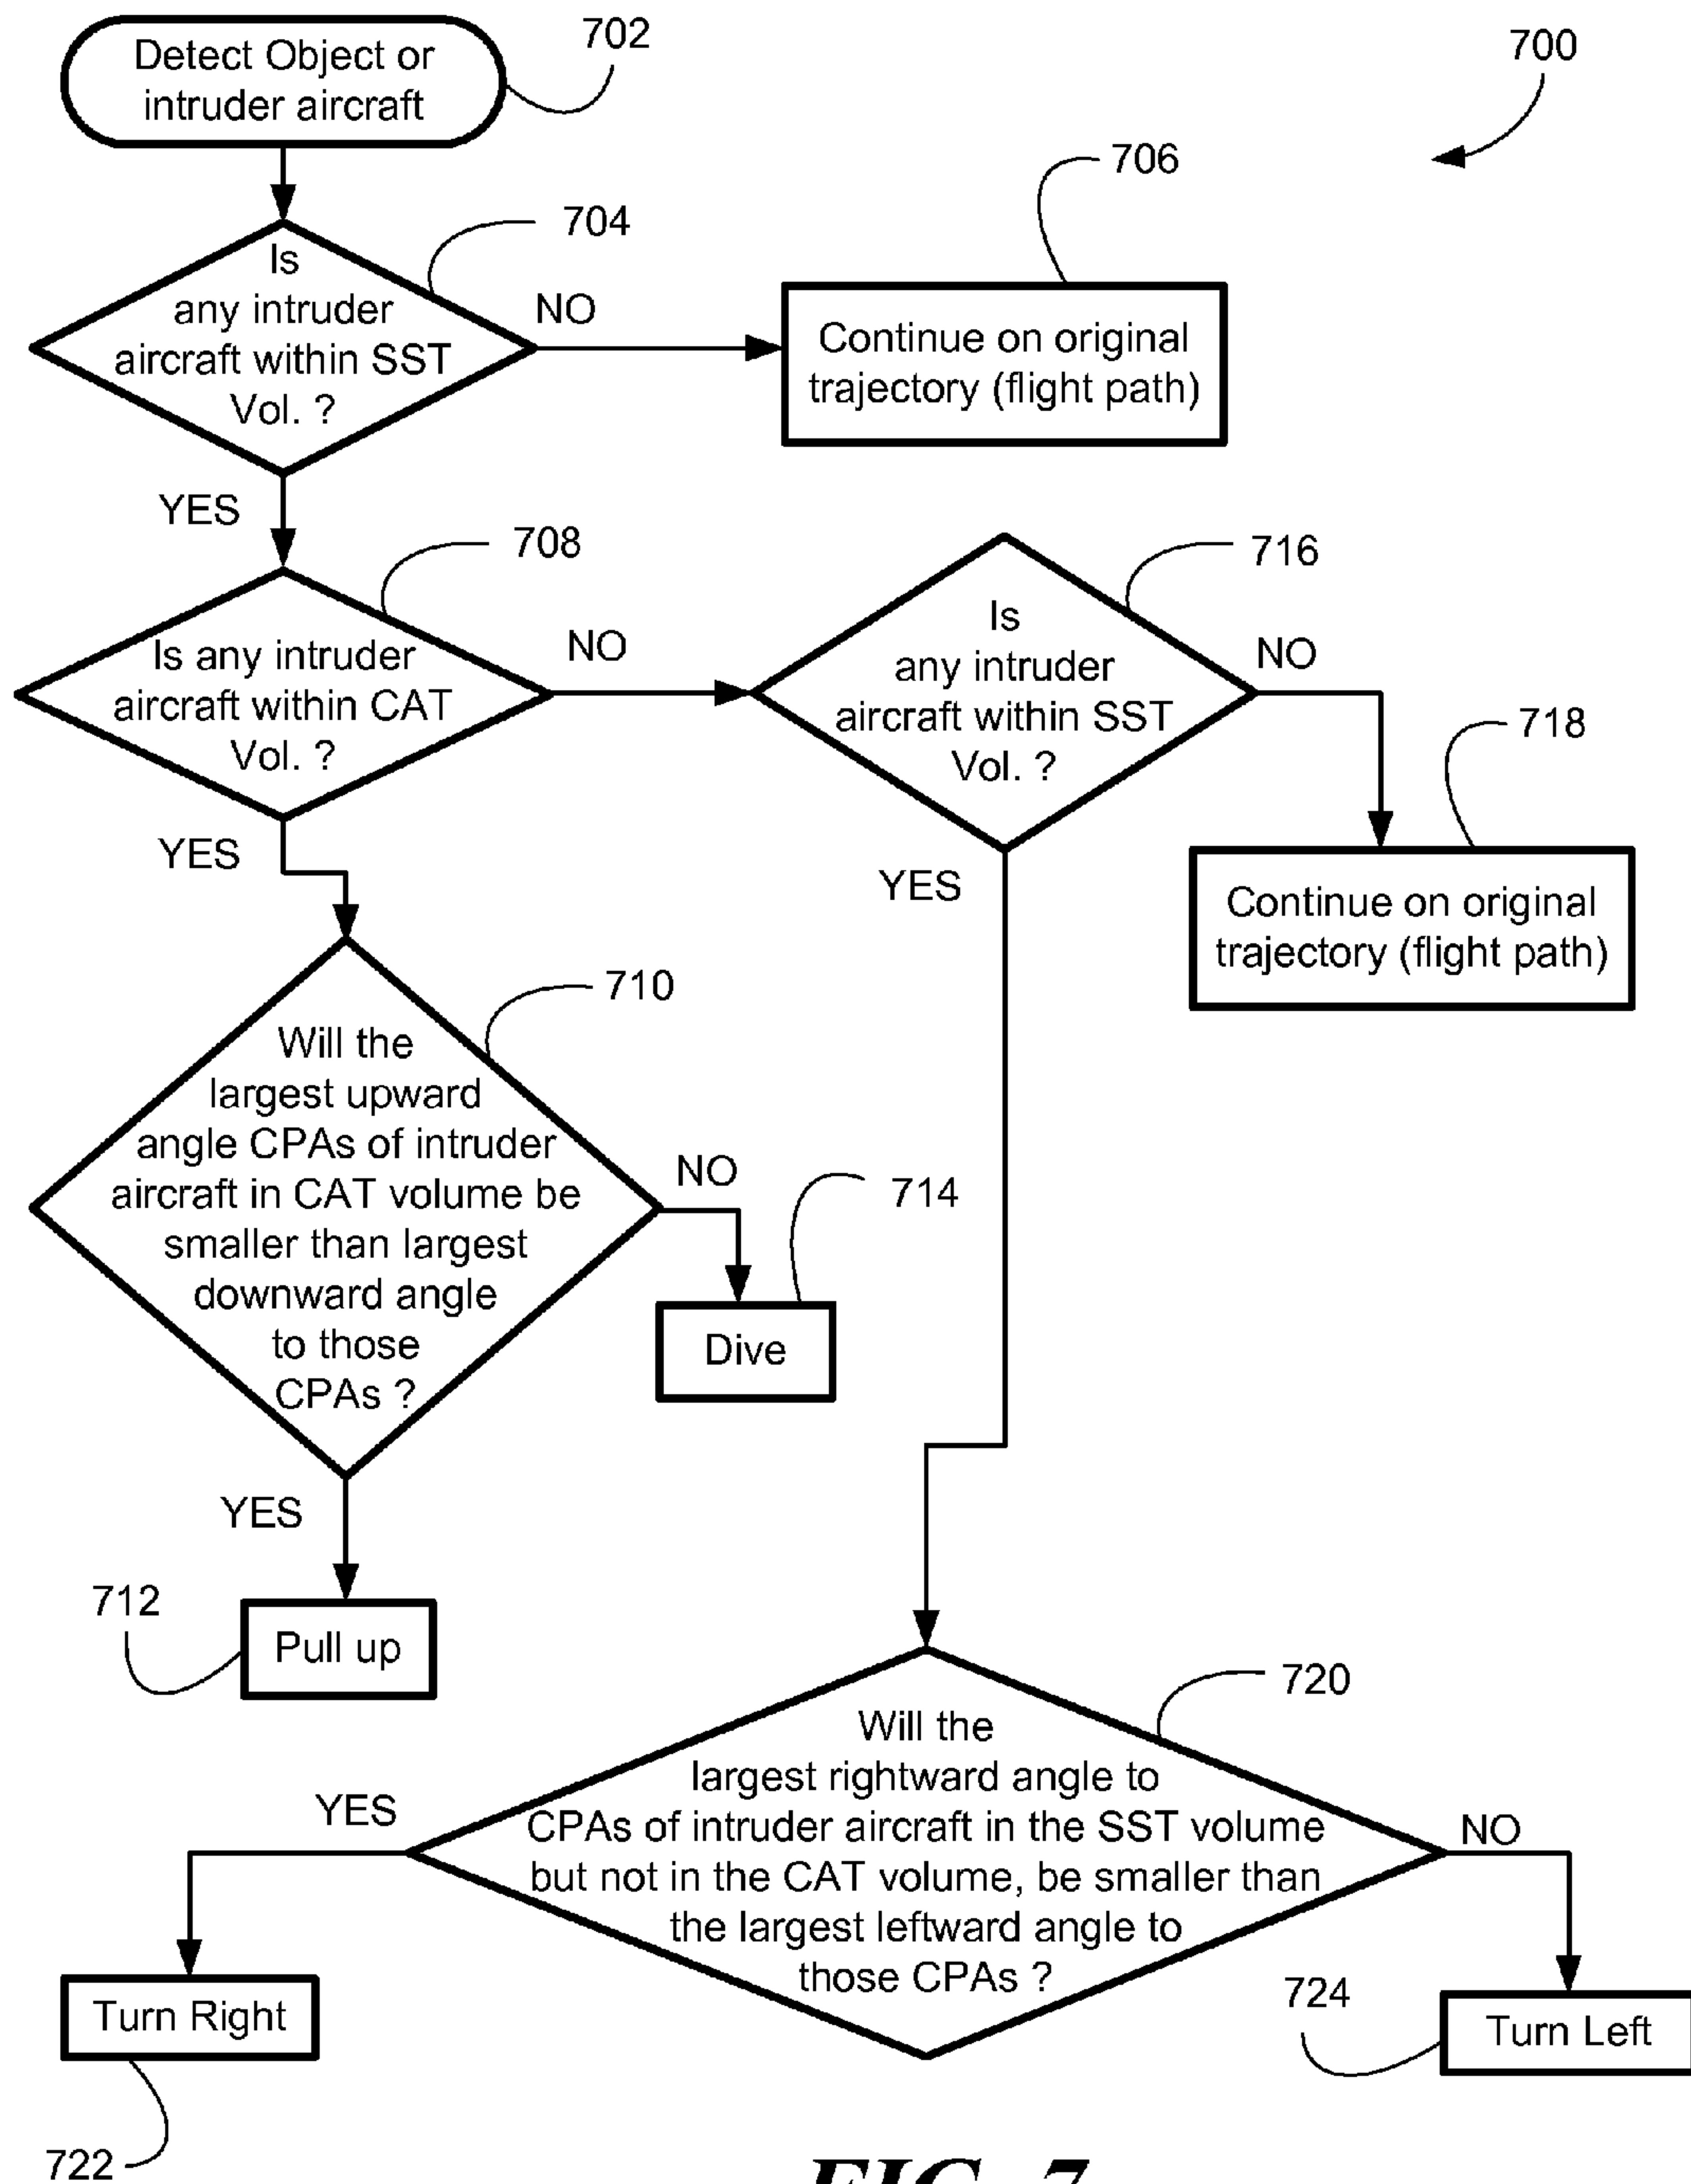 702
Detect Object or
intruder aircraft
700
706
704
Is
any intruder
aircraft within SST
Vol. ?
NO
Continue on original
trajectory (flight path)
YES
708
716
Is any intruder
aircraft within CAT
Vol. ?
NO
Is
any intruder
aircraft within SST
Vol. ?
NO
718
YES
YES
Continue on original
trajectory (flight path)
710
Will the
largest upward
angle CPAs of intruder
aircraft in CAT volume be
smaller than largest
downward angle
to those
CPAs ?
NO
714
Dive
YES
712
Pull up
720
Will the
largest rightward angle to
CPAs of intruder aircraft in the SST volume
but not in the CAT volume, be smaller than
the largest leftward angle to
those CPAs ?
YES
NO
Turn Right
724
Turn Left
722
FIG. 7